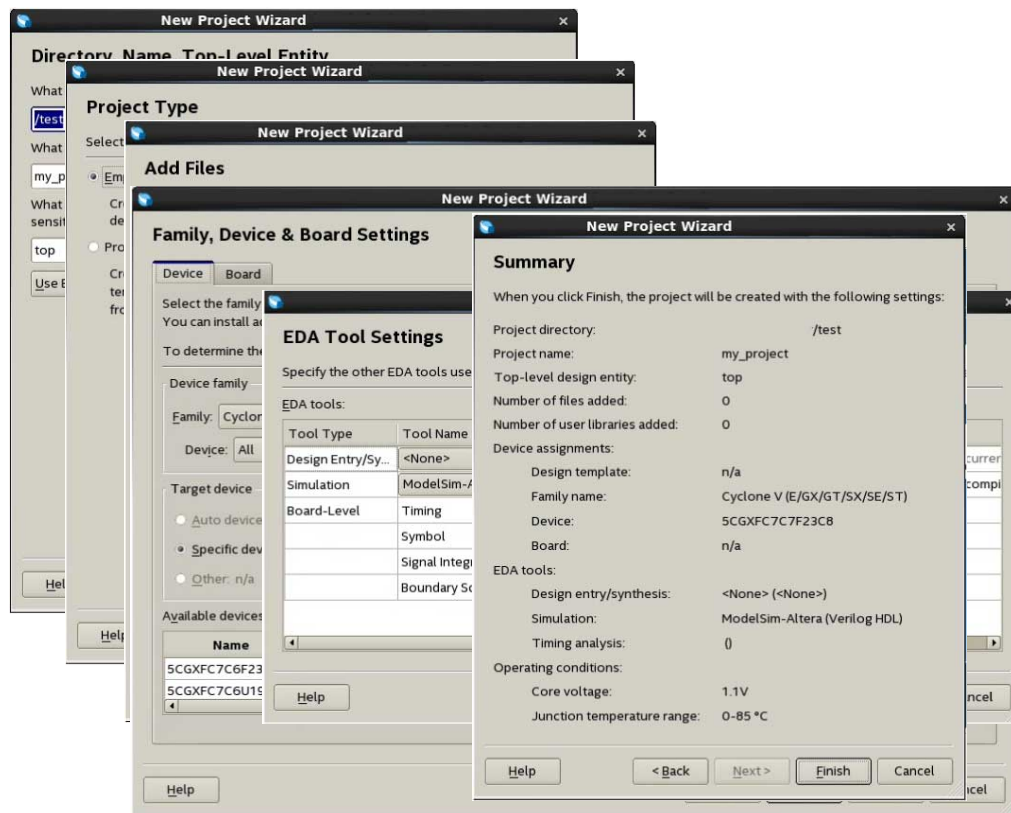 New Project Wizard
Directory, Name, Top-Level Entity
What
/test
What
my_p
What
sensit
top
Use
Hel
New Project Wizard
Project Type
Select
Em
Cr
de
Pro
Cr
te
fro
Help
New Project Wizard
Add Files
New Project Wizard
Family, Device & Board Settings
Device Board
Select the family
You can install a
To determine the
Device family
Family: Cyclon
Device: All
Target device
Auto device
Specific dev
Other: n/a
Available devices
Name
5CGXFC7C6F23
5CGXFC7C6U19
Help
ncel
EDA Tool Settings
Specify the other EDA tools use
EDA tools:
Tool Type Tool Name
Design Entry/Sy... <None>
Simulation ModelSim-A
Board-Level Timing
Symbol
Signal Integr
Boundary Sc
curren
compi
Help
ncel
New Project Wizard
Summary
When you click Finish, the project will be created with the following settings:
Project directory: /test
Project name: my_project
Top-level design entity: top
Number of files added: 0
Number of user libraries added: 0
Device assignments:
Design template: n/a
Family name: Cyclone V (E/GX/GT/SX/SE/ST)
Device: 5CGXFC7C7F23C8
Board: n/a
EDA tools:
Design entry/synthesis: <None> (<None>)
Simulation: ModelSim-Altera (Verilog HDL)
Timing analysis: ()
Operating conditions:
Core voltage: 1.1V
Junction temperature range: 0-85 °C
Help < Back Next > Finish Cancel